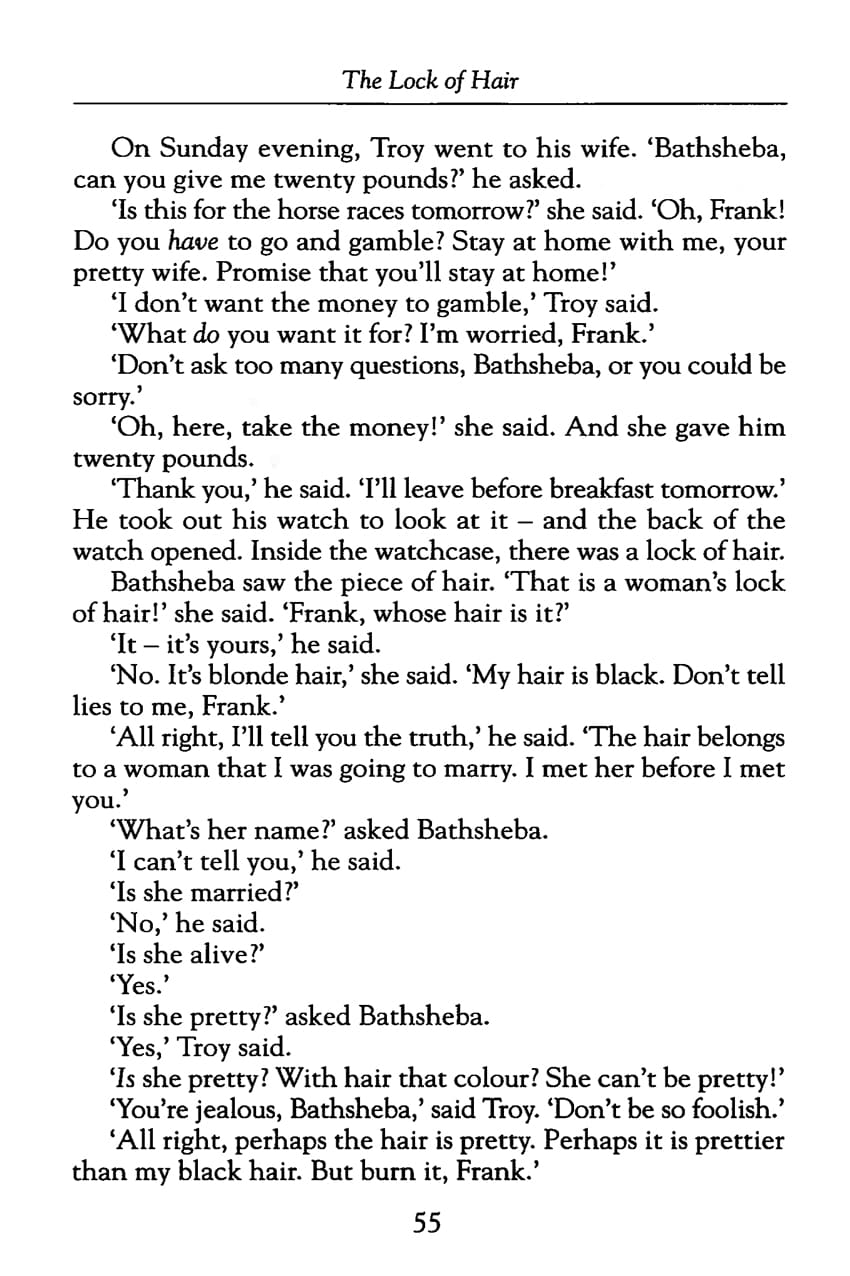 The Lock of Hair
On Sunday evening, Troy went to his wife. ‘Bathsheba,
can you give me twenty pounds?’ he asked.
‘Is this for the horse races tomorrow?’ she said. ‘Oh, Frank!
Do you have to go and gamble? Stay at home with me, your
pretty wife. Promise that you’ll stay at home!’
‘I don’t want the money to gamble,’ Troy said.
‘What do you want it for? I’m worried, Frank.’
‘Don’t ask too many questions, Bathsheba, or you could be
sorry.’
‘Oh, here, take the money!’ she said. And she gave him
twenty pounds.
‘Thank you,’ he said. ‘I’ll leave before breakfast tomorrow.’
He took out his watch to look at it – and the back of the
watch opened. Inside the watchcase, there was a lock of hair.
Bathsheba saw the piece of hair. ‘That is a woman’s lock
of hair!’ she said. ‘Frank, whose hair is it?’
‘It – it’s yours,’ he said.
‘No. It’s blonde hair,’ she said. ‘My hair is black. Don’t tell
lies to me, Frank.’
‘All right, I’ll tell you the truth,’ he said. ‘The hair belongs
to a woman that I was going to marry. I met her before I met
you.’
‘What’s her name?’ asked Bathsheba.
‘I can’t tell you,’ he said.
‘Is she married?’
‘No,’ he said.
‘Is she alive?’
‘Yes.’
‘Is she pretty?’ asked Bathsheba.
‘Yes,’ Troy said.
‘Is she pretty? With hair that colour? She can’t be pretty!’
‘You’re jealous, Bathsheba,’ said Troy. ‘Don’t be so foolish.’
‘All right, perhaps the hair is pretty. Perhaps it is prettier
than my black hair. But burn it, Frank.’
55